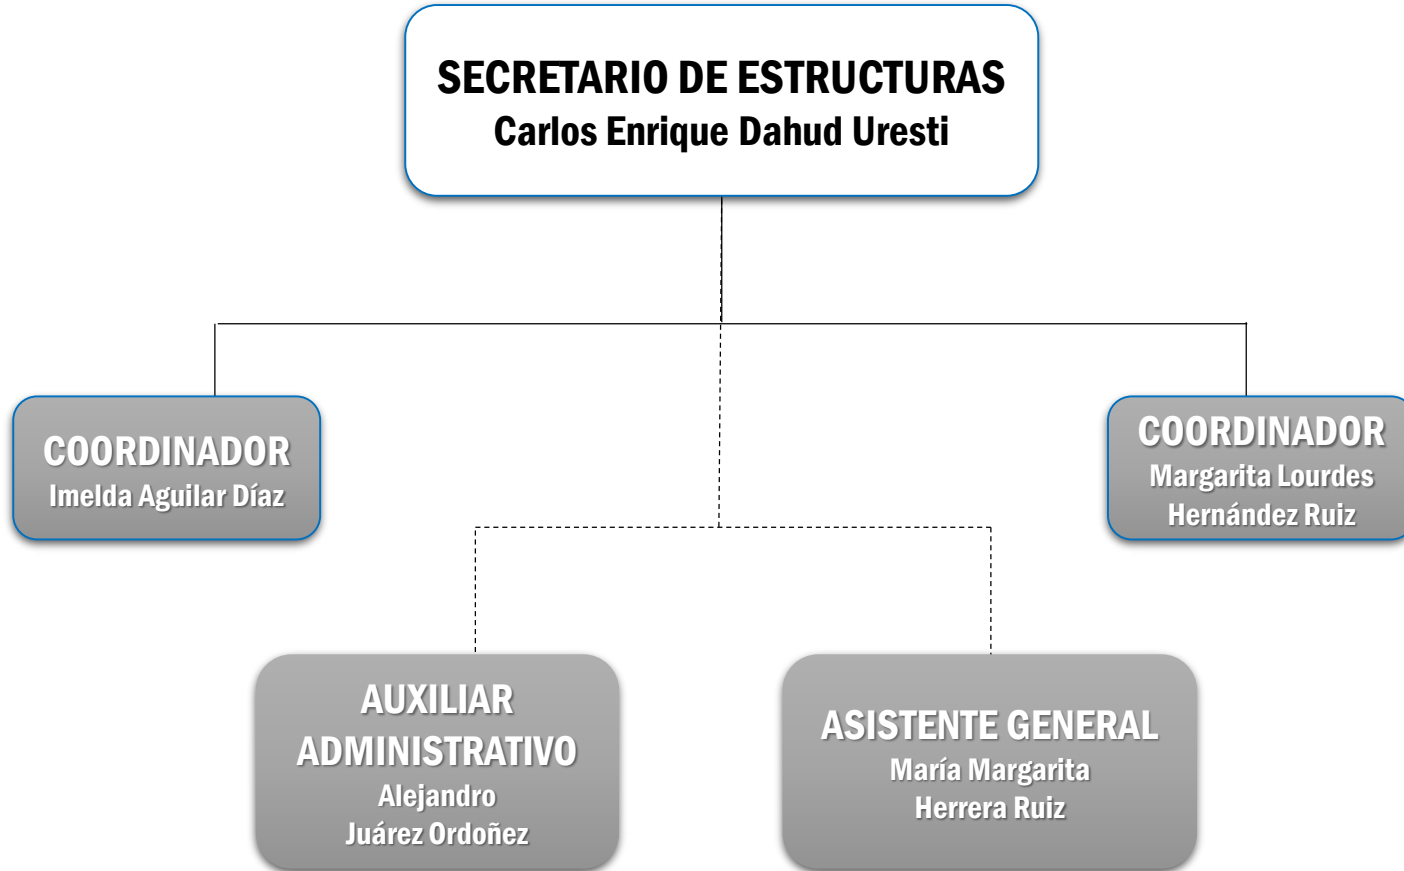 SECRETARIO DE ESTRUCTURAS
Carlos Enrique Dahud Uresti
COORDINADOR
Imelda Aguilar Díaz
COORDINADOR
Margarita Lourdes
Hernández Ruiz
AUXILIAR
ADMINISTRATIVO
Alejandro
Juárez Ordoñez
ASISTENTE GENERAL
María Margarita
Herrera Ruiz